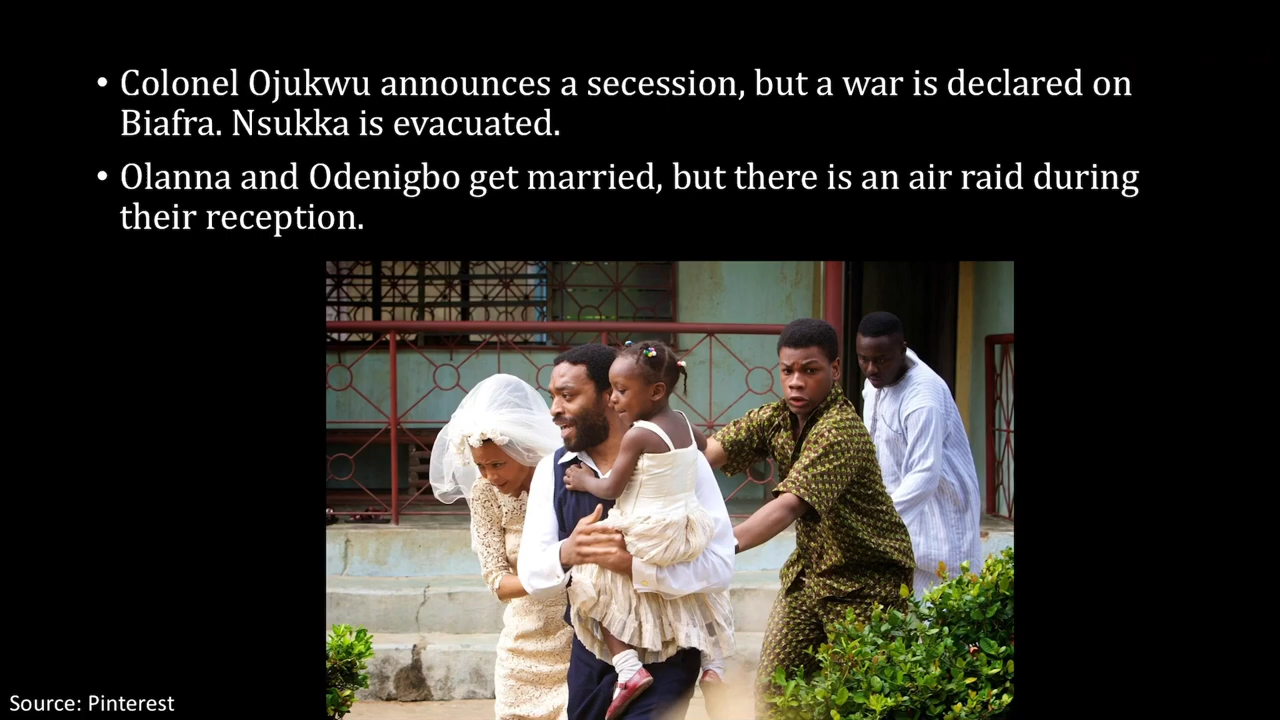 • Colonel Ojukwu announces a secession, but a war is declared on
Biafra. Nsukka is evacuated.
• Olanna and Odenigbo get married, but there is an air raid during
their reception.
Source: Pinterest